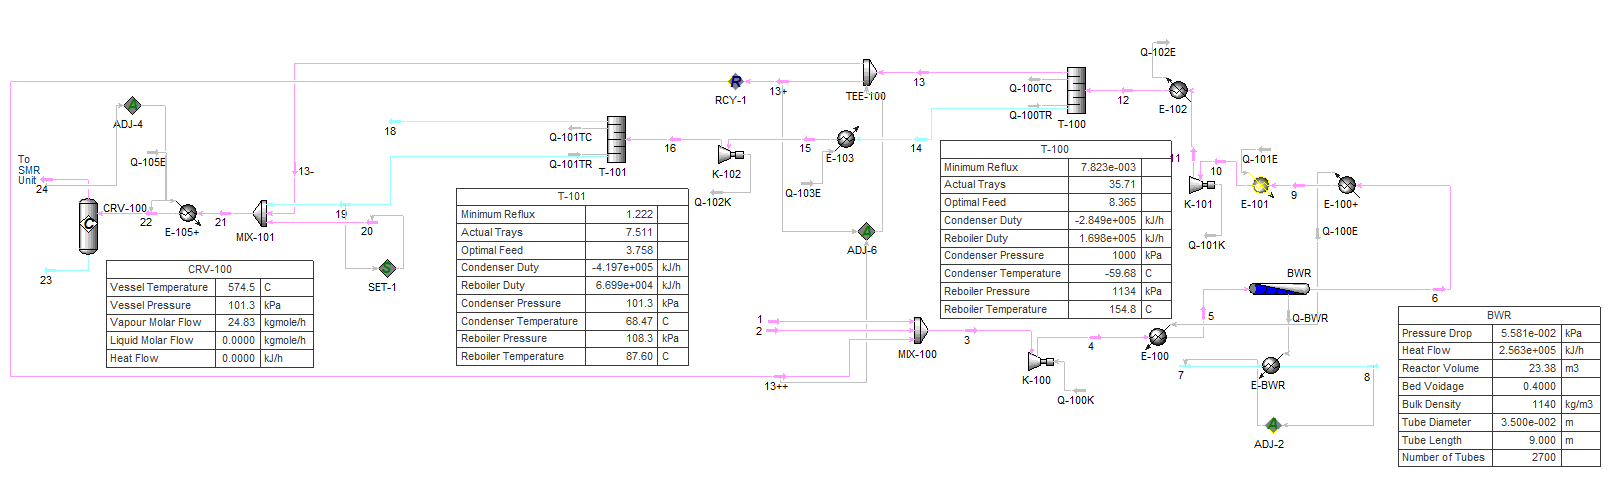 Q-102E
13
13+
RCY-1
TEE-100
Q-100TC
Q-100TR
T-100
12
E-102
ADJ-4
18
Q-101TC
Q-101TR
T-101
16
K-102
Q-102K
15
E-103
Q-103E
14
To
SMR
Unit
24
Q-105E
13-
11
10
Q-101E
K-101
E-101
9
E-100+
Q-101K
Q-100E
CRV-100
22
E-105+
21
MIX-101
19
20
SET-1
23
ADJ-6
T-100
Minimum Reflux 7.823e-003
Actual Trays 35.71
Optimal Feed 8.365
Condenser Duty -2.849e+005 kJ/h
Reboiler Duty 1.698e+005 kJ/h
Condenser Pressure 1000 kPa
Condenser Temperature -59.68 C
Reboiler Pressure 1134 kPa
Reboiler Temperature 154.8 C
T-101
Minimum Reflux 1.222
Actual Trays 7.511
Optimal Feed 3.758
Condenser Duty -4.197e+005 kJ/h
Reboiler Duty 6.699e+004 kJ/h
Condenser Pressure 101.3 kPa
Condenser Temperature 68.47 C
Reboiler Pressure 108.3 kPa
Reboiler Temperature 87.60 C
CRV-100
Vessel Temperature 574.5 C
Vessel Pressure 101.3 kPa
Vapour Molar Flow 24.83 kgmole/h
Liquid Molar Flow 0.0000 kgmole/h
Heat Flow 0.0000 kJ/h
BWR
6
5
Q-BWR
1
2
MIX-100
3
4
K-100
Q-100K
E-100
13++
7
E-BWR
8
ADJ-2
BWR
Pressure Drop 5.581e-002 kPa
Heat Flow 2.563e+005 kJ/h
Reactor Volume 23.38 m3
Bed Voidage 0.4000
Bulk Density 1140 kg/m3
Tube Diameter 3.500e-002 m
Tube Length 9.000 m
Number of Tubes 2700